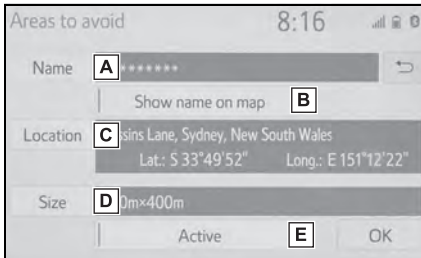 Areas to avoid 8:16
Name A *******
Show name on map B
Location C ssins Lane, Sydney, New South Wales
Lat.: S 33°49'52" Long.: E 151°12'22"
Size D 0m×400m
Active E OK